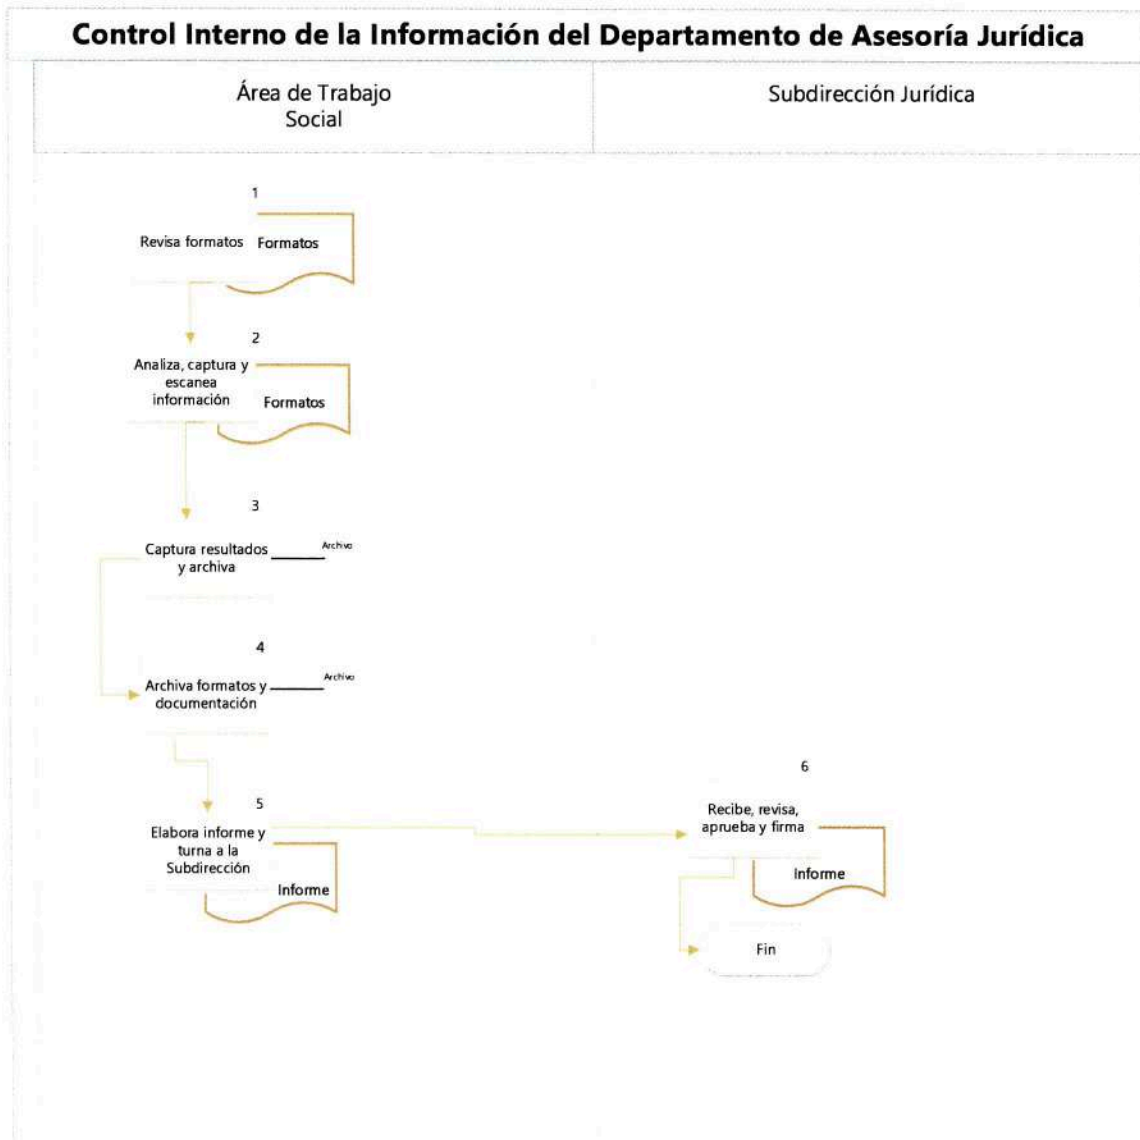 Control Interno de la Información del Departamento de Asesoría Jurídica
Área de Trabajo
Social
Subdirección Jurídica
1
Revisa formatos
Formatos
2
Analiza, captura y
escanea
información
Formatos
3
Captura resultados
y archiva
Archivo
4
Archiva formatos y
documentación
Archivo
5
Elabora informe y
turna a la
Subdirección
Informe
6
Recibe, revisa,
aprueba y firma
Informe
Fin